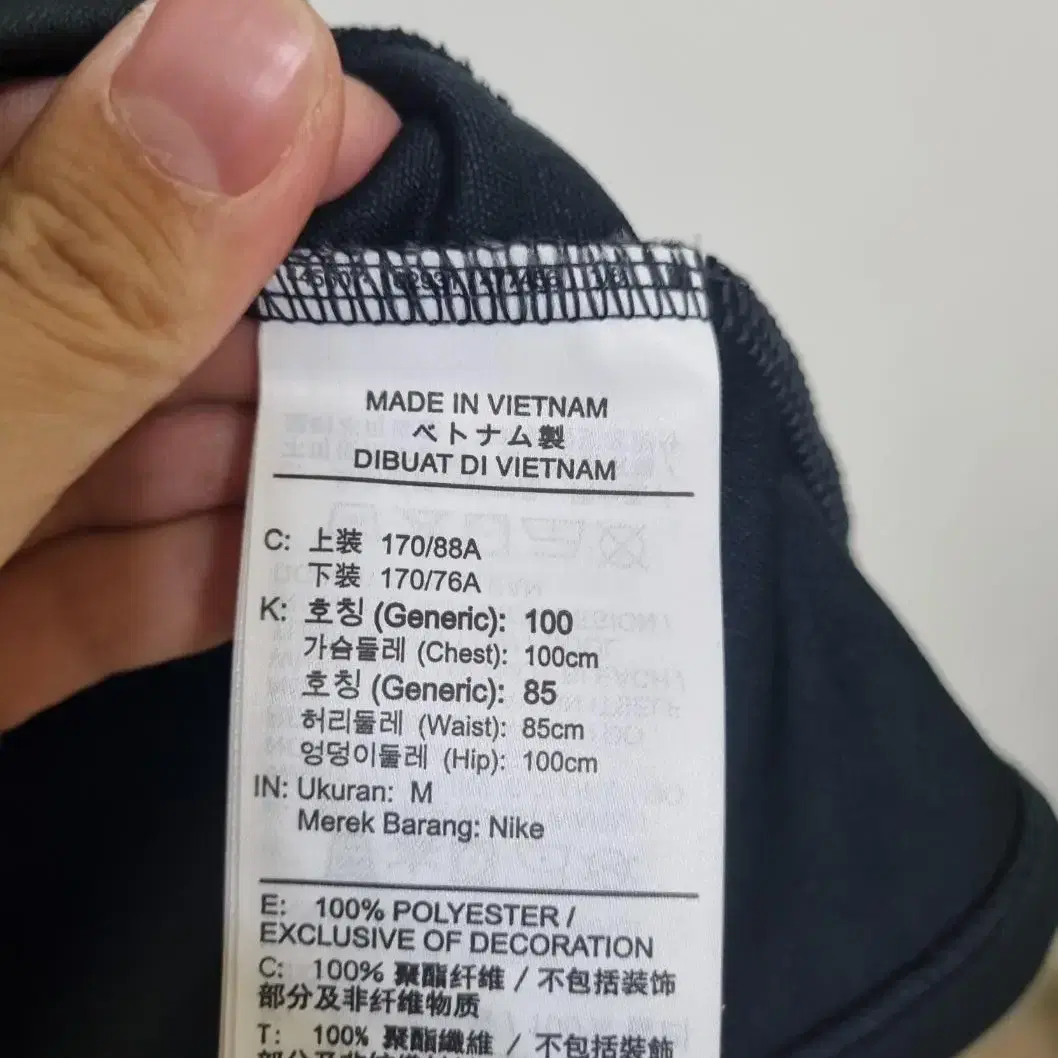 MADE IN VIETNAM
ベトナム製
DIBUAT DI VIETNAM
C: 上装 170/88A
下装 170/76A
K: 호칭 (Generic): 100
가슴둘레 (Chest): 100cm
호칭 (Generic): 85
허리둘레 (Waist): 85cm
엉덩이둘레 (Hip): 100cm
IN: Ukuran: M
Merek Barang: Nike
E: 100% POLYESTER /
EXCLUSIVE OF DECORATION
C: 100% 聚酯纤维 / 不包括装饰
部分及非纤维物质
T: 100% 聚酯纖維 / 不包括裝飾